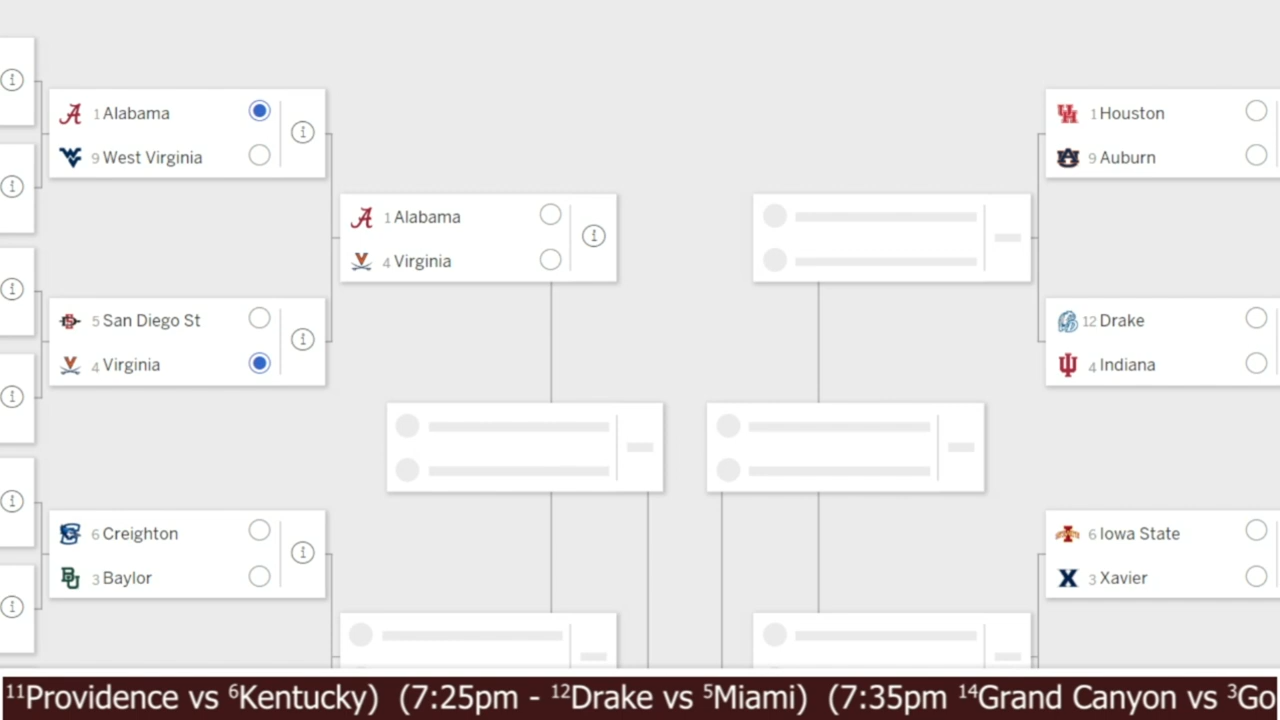 1 Alabama
9 West Virginia
1 Alabama
4 Virginia
5 San Diego St
4 Virginia
6 Creighton
3 Baylor
1 Houston
9 Auburn
12 Drake
4 Indiana
6 Iowa State
3 Xavier
11Providence vs 6Kentucky) (7:25pm - 12Drake vs 5Miami) (7:35pm 14Grand Canyon vs 3Go